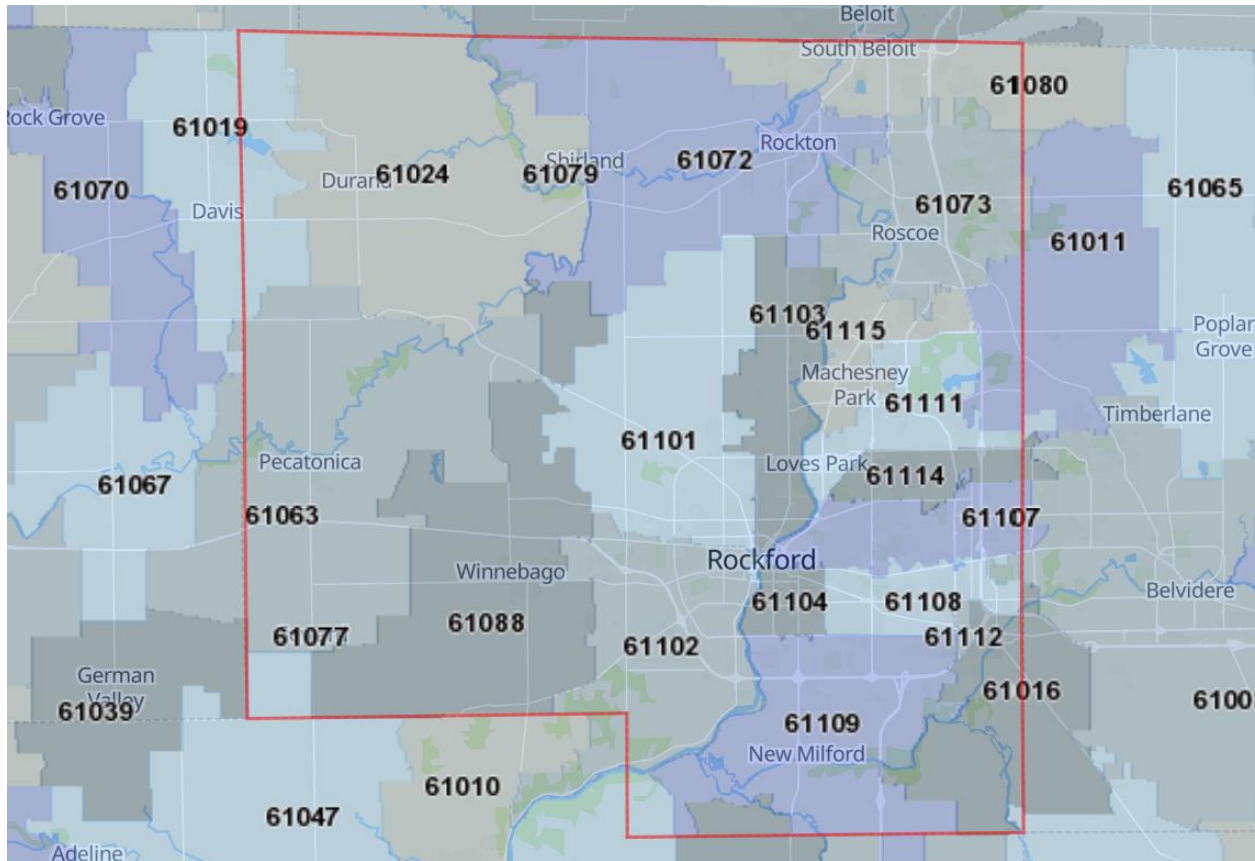 Beloit
South Beloit
61080
Rock Grove
61019
Rockton
61072
Shirland
61079
61024
Durand
61070
61065
Davis
61073
Roscoe
61011
61103
61115
Poplar
Grove
Machesney
Park
61111
Timberlane
61101
Pecatonica
Loves Park
61114
61067
61063
61107
Rockford
Winnebago
Belvidere
61104
61108
61088
61077
61112
61102
German
Valley
61039
61016
6100
61109
New Milford
61010
61047
Adeline